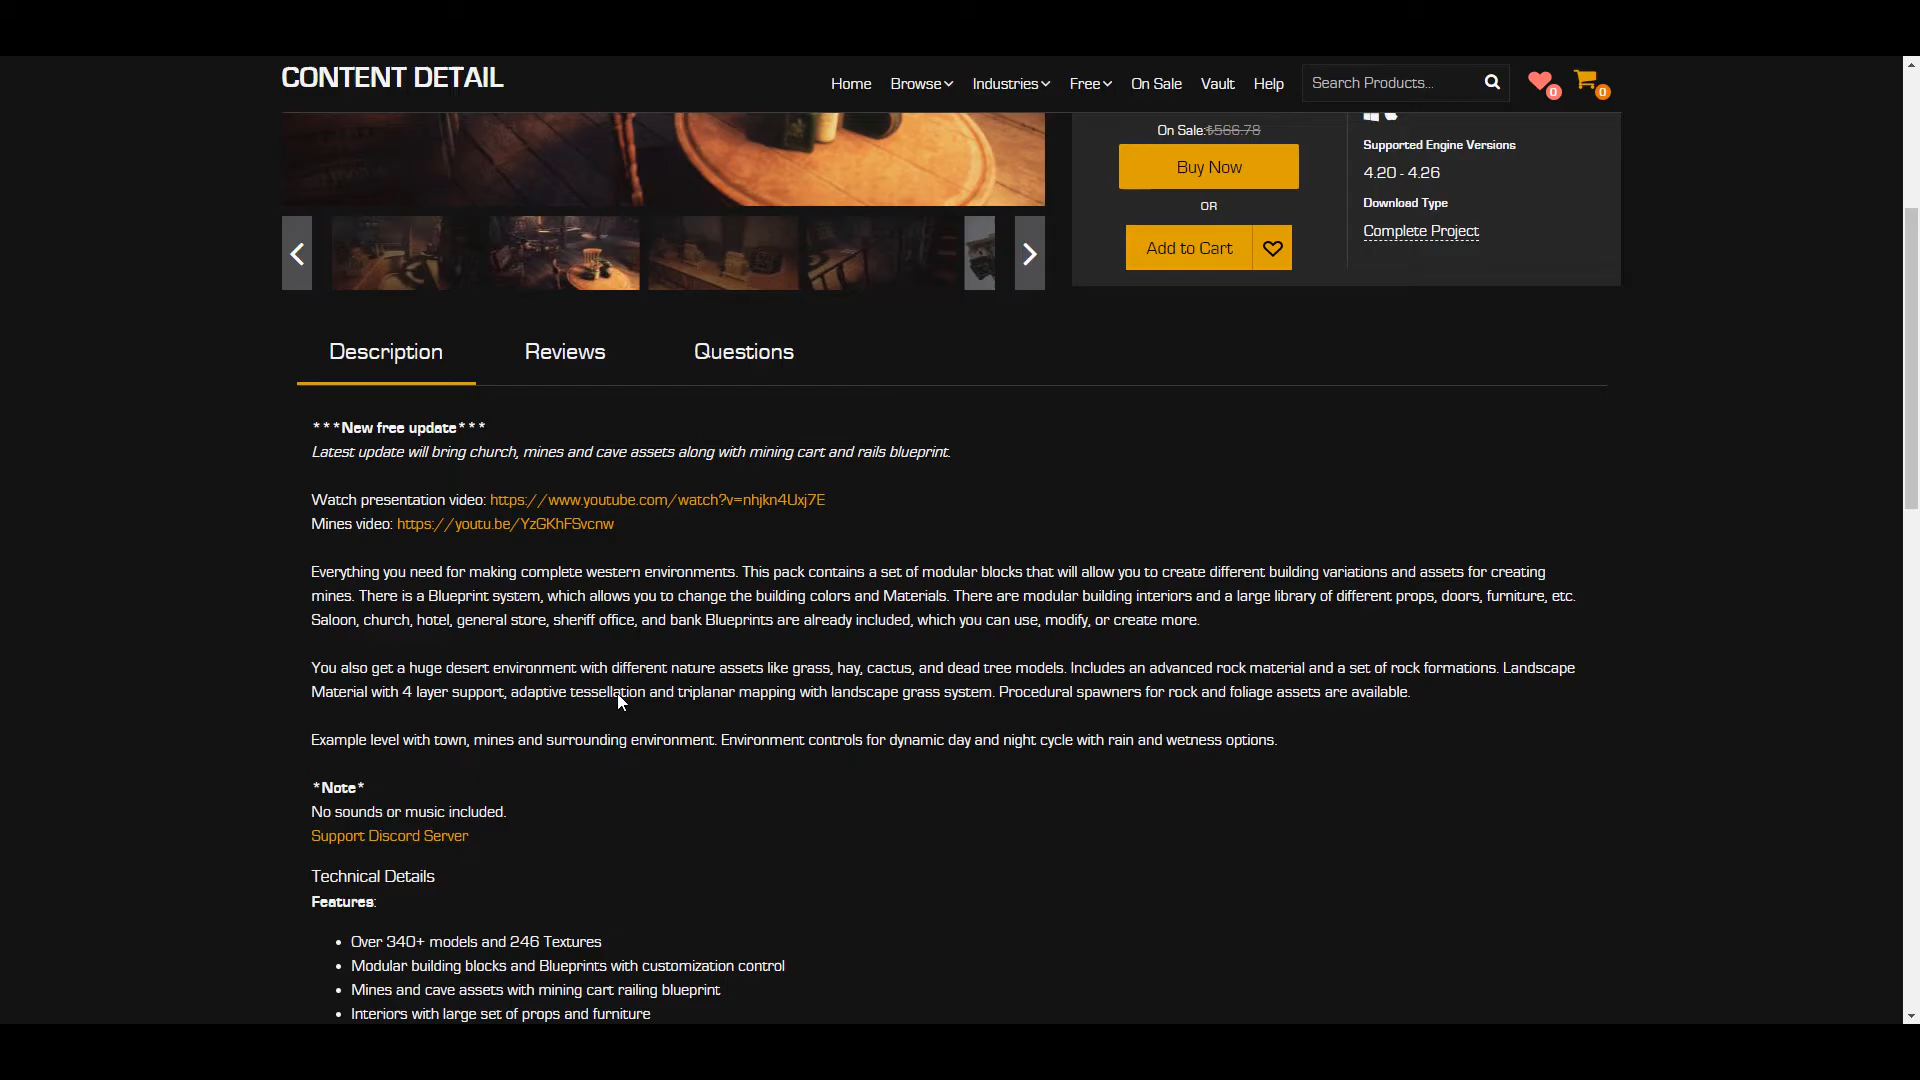 CONTENT DETAIL
Home Browse Industries Free On Sale Vault Help Search Products... 0 0
On Sale:₺566.78
Buy Now
OR
Add to Cart
Supported Engine Versions
4.20 - 4.26
Download Type
Complete Project
Description Reviews Questions
***New free update***
Latest update will bring church, mines and cave assets along with mining cart and rails blueprint.
Watch presentation video: https://www.youtube.com/watch?v=nhjkn4Uxj7E
Mines video: https://youtu.be/YzGKhFSvcnw
Everything you need for making complete western environments. This pack contains a set of modular blocks that will allow you to create different building variations and assets for creating
mines. There is a Blueprint system, which allows you to change the building colors and Materials. There are modular building interiors and a large library of different props, doors, furniture, etc.
Saloon, church, hotel, general store, sheriff office, and bank Blueprints are already included, which you can use, modify, or create more.
You also get a huge desert environment with different nature assets like grass, hay, cactus, and dead tree models. Includes an advanced rock material and a set of rock formations. Landscape
Material with 4 layer support, adaptive tessellation and triplanar mapping with landscape grass system. Procedural spawners for rock and foliage assets are available.
Example level with town, mines and surrounding environment. Environment controls for dynamic day and night cycle with rain and wetness options.
*Note*
No sounds or music included.
Support Discord Server
Technical Details
Features:
• Over 340+ models and 246 Textures
• Modular building blocks and Blueprints with customization control
• Mines and cave assets with mining cart railing blueprint
• Interiors with large set of props and furniture